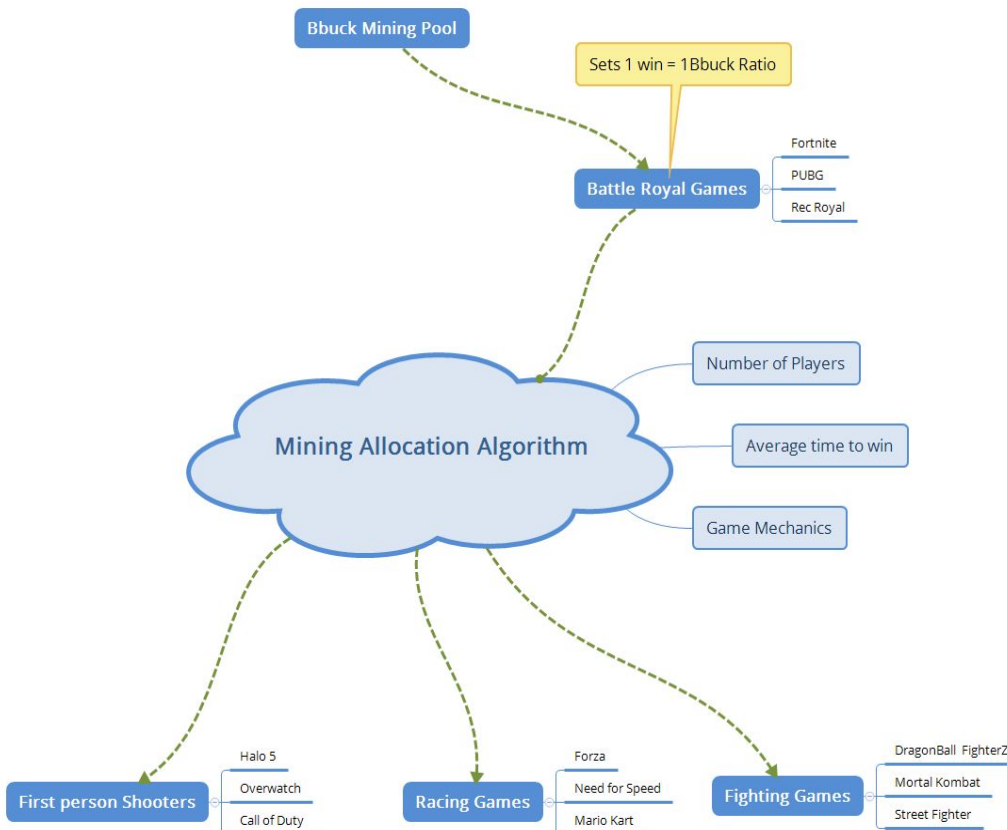 Bbuck Mining Pool
Sets 1 win = 1Bbuck Ratio
Battle Royal Games
Fortnite
PUBG
Rec Royal
Mining Allocation Algorithm
Number of Players
Average time to win
Game Mechanics
First person Shooters
Halo 5
Overwatch
Call of Duty
Racing Games
Forza
Need for Speed
Mario Kart
Fighting Games
DragonBall FighterZ
Mortal Kombat
Street Fighter